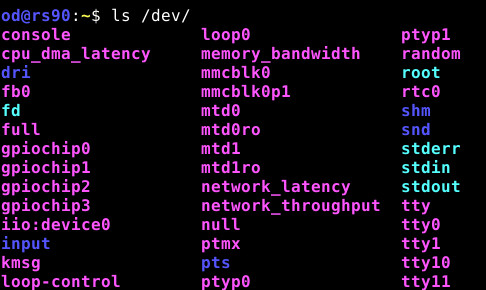 od@rs90:~$ ls /dev/
console loop0 ptyp1
cpu_dma_latency memory_bandwidth random
dri mmcblk0 root
fb0 mmcblk0p1 rtc0
fd mtd0 shm
full mtd0ro snd
gpiochip0 mtd1 stderr
gpiochip1 mtd1ro stdin
gpiochip2 network_latency stdout
gpiochip3 network_throughput tty
iio:device0 null tty0
input ptmx tty1
kmsg pts tty10
loop-control ptyp0 tty11